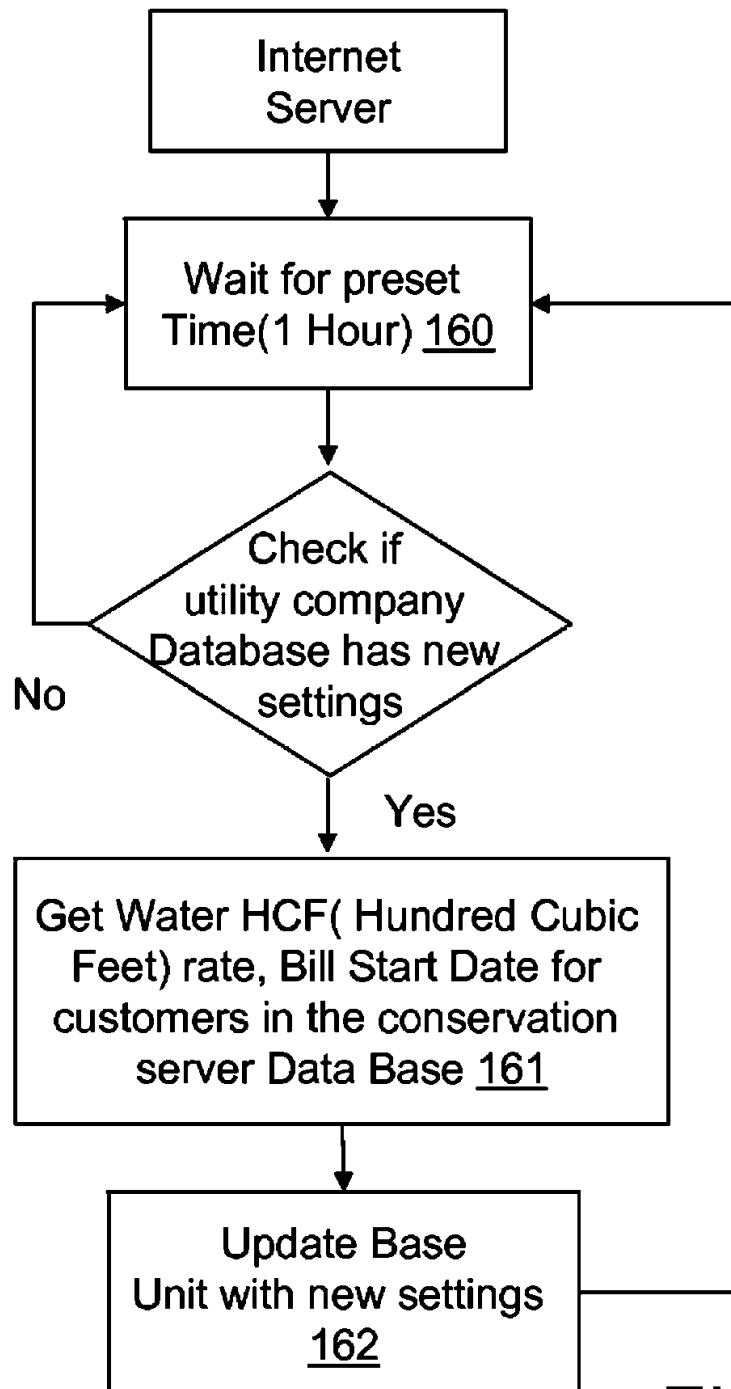 Internet
Server
Wait for preset
Time(1 Hour) 160
Check if
utility company
Database has new
settings
No
Yes
Get Water HCF( Hundred Cubic
Feet) rate, Bill Start Date for
customers in the conservation
server Data Base 161
Update Base
Unit with new settings
162